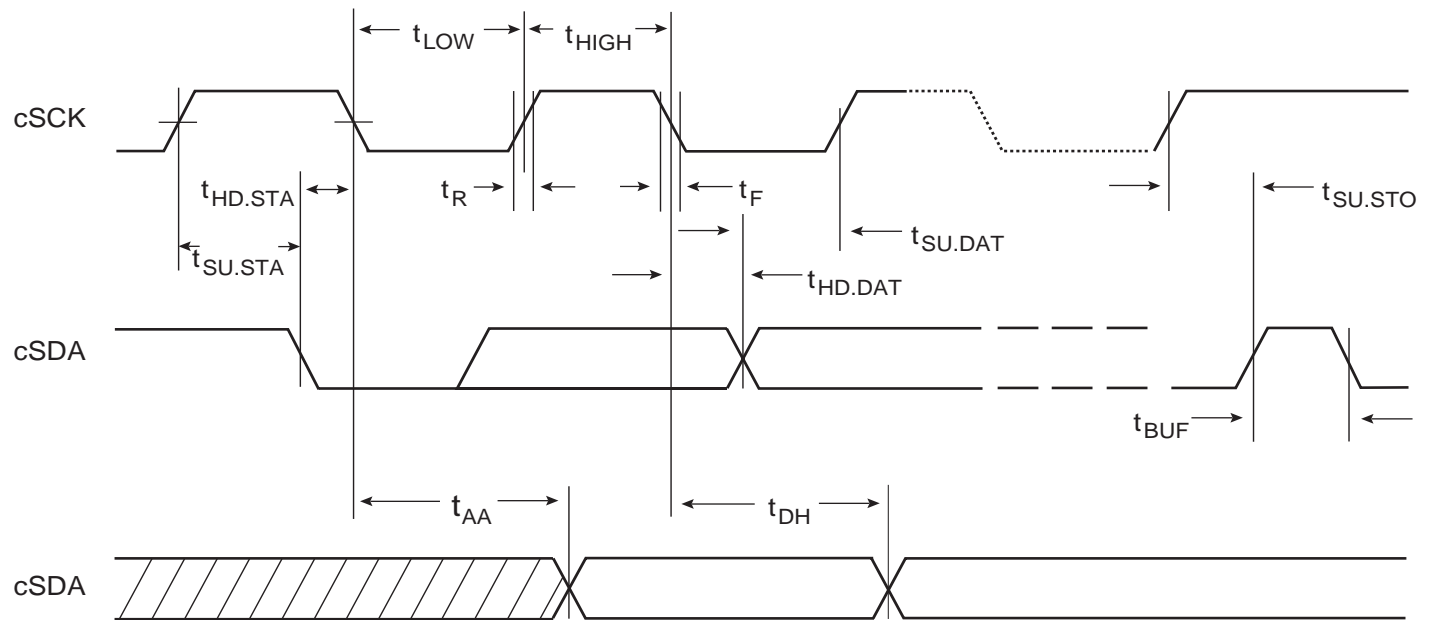 tLOW
tHIGH
cSCK
tHD.STA
tR
tF
tSU.STO
tSU.STA
tSU.DAT
tHD.DAT
cSDA
tBUF
tAA
tDH
cSDA